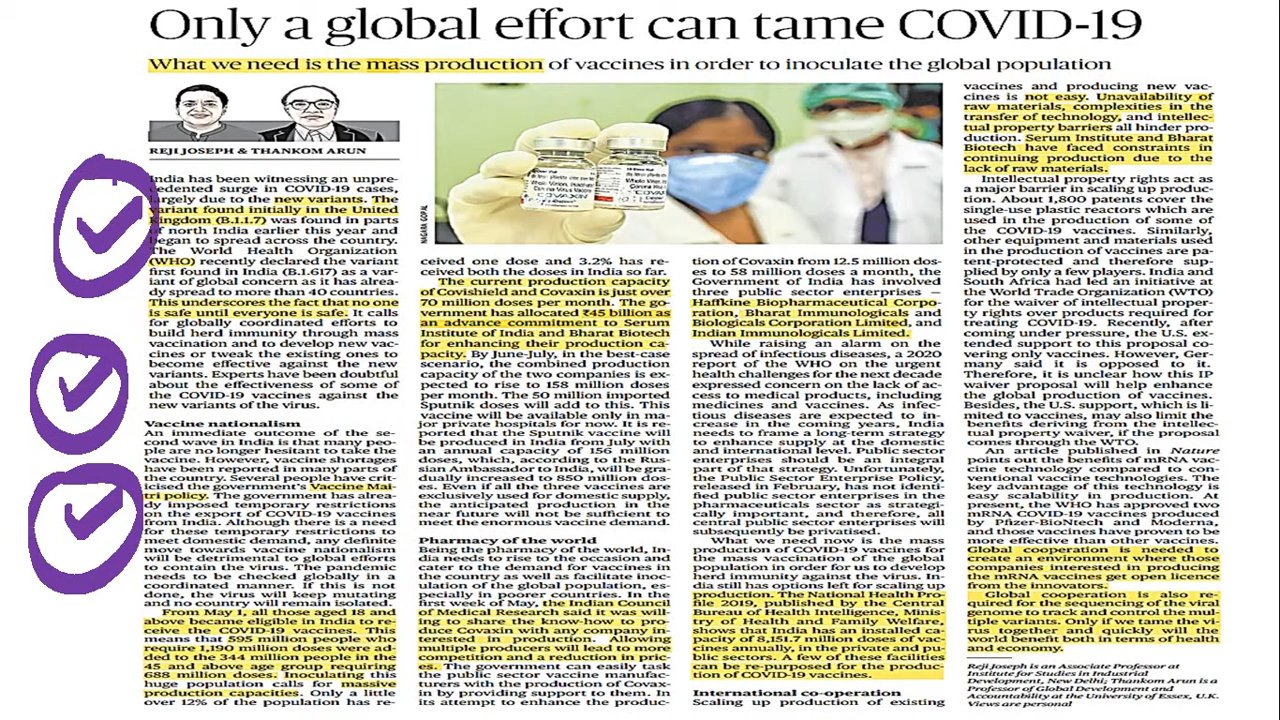 Only a global effort can tame COVID-19
What we need is the mass production of vaccines in order to inoculate the global population
REJI JOSEPH & THANKOM ARUN
India has been witnessing an unpre-
cedented surge in COVID-19 cases,
largely due to the new variants. The
variant found initially in the United
Kingdom (B.1.1.7) was found in parts
of north India earlier this year and
began to spread across the country.
The World Health Organization
(WHO) recently declared the variant
first found in India (B.1.617) as a var-
iant of global concern as it has alrea-
dy spread to more than 40 countries.
This underscores the fact that no one
is safe until everyone is safe. It calls
for globally coordinated efforts to
build herd immunity through mass
vaccination and to develop new vac-
cines or tweak the existing ones to
become effective against the new
variants. Experts have been doubtful
about the effectiveness of some of
the COVID-19 vaccines against the
new variants of the virus.
Vaccine nationalism
An immediate outcome of the se-
cond wave in India is that many peo-
ple are no longer hesitant to take the
vaccine. However, vaccine shortages
have been reported in many parts of
the country. Several people have crit-
icised the government's Vaccine Mai-
tri policy. The government has alrea-
dy imposed temporary restrictions
on the export of COVID-19 vaccines
from India. Although there is a need
for these temporary restrictions to
meet domestic demand, any definite
move towards vaccine nationalism
will be detrimental to global efforts
to contain the virus. The pandemic
needs to be checked globally in a
coordinated manner. If this is not
done, the virus will keep mutating
and no country will remain isolated.
From May 1, all those aged 18 and
above became eligible in India to re-
ceive the COVID-19 vaccines. This
means that 595 million people who
require 1,190 million doses were ad-
ded to the 344 million people in the
45 and above age group requiring
688 million doses. Inoculating this
huge population calls for massive
production capacities. Only a little
over 12% of the population has re-
NAGARA GOPAL
COVAXIN
ceived one dose and 3.2% has re-
ceived both the doses in India so far.
The current production capacity
of Covishield and Covaxin is just over
70 million doses per month. The go-
vernment has allocated ₹45 billion as
an advance commitment to Serum
Institute of India and Bharat Biotech
for enhancing their production ca-
pacity. By June-July, in the best-case
scenario, the combined production
capacity of the two companies is ex-
pected to rise to 158 million doses
per month. The 50 million imported
Sputnik doses will add to this. This
vaccine will be available only in ma-
jor private hospitals for now. It is re-
ported that the Sputnik vaccine will
be produced in India from July with
an annual capacity of 156 million
doses, which, according to the Rus-
sian Ambassador to India, will be gra-
dually increased to 850 million dos-
es. Even if all the three vaccines are
exclusively used for domestic supply,
the anticipated production in the
near future will not be sufficient to
meet the enormous vaccine demand.
Pharmacy of the world
Being the pharmacy of the world, In-
dia needs to rise to the occasion and
cater to the demand for vaccines in
the country as well as facilitate inoc-
ulation of the global population, es-
pecially in poorer countries. In the
first week of May, the Indian Council
of Medical Research said it was will-
ing to share the know-how to pro-
duce Covaxin with any company in-
terested in production. Allowing
multiple producers will lead to more
competition and a reduction in pric-
es. The government can easily task
the public sector vaccine manufac-
turers with the production of Covax-
in by providing support to them. In
its attempt to enhance the produc-
tion of Covaxin from 12.5 million dos-
es to 58 million doses a month, the
Government of India has involved
three public sector enterprises —
Haffkine Biopharmaceutical Corpo-
ration, Bharat Immunologicals and
Biologicals Corporation Limited, and
Indian Immunologicals Limited.
While raising an alarm on the
spread of infectious diseases, a 2020
report of the WHO on the urgent
health challenges for the next decade
expressed concern on the lack of ac-
cess to medical products, including
medicines and vaccines. As infec-
tious diseases are expected to in-
crease in the coming years, India
needs to frame a long-term strategy
to enhance supply at the domestic
and international level. Public sector
enterprises should be an integral
part of that strategy. Unfortunately,
the Public Sector Enterprise Policy,
released in February, has not identi-
fied public sector enterprises in the
pharmaceuticals sector as strategi-
cally important, and therefore, all
central public sector enterprises will
subsequently be privatised.
What we need now is the mass
production of COVID-19 vaccines for
the mass vaccination of the global
population in order for us to develop
herd immunity against the virus. In-
dia still has options left for scaling up
production. The National Health Pro-
file 2019, published by the Central
Bureau of Health Intelligence, Minis-
try of Health and Family Welfare,
shows that India has an installed ca-
pacity of 8,151.7 million doses of vac-
cines annually, in the private and pu-
blic sectors. A few of these facilities
can be re-purposed for the produc-
tion of COVID-19 vaccines.
International co-operation
Scaling up production of existing
vaccines and producing new vac-
cines is not easy. Unavailability of
raw materials, complexities in the
transfer of technology, and intellec-
tual property barriers all hinder pro-
duction. Serum Institute and Bharat
Biotech have faced constraints in
continuing production due to the
lack of raw materials.
Intellectual property rights act as
a major barrier in scaling up produc-
tion. About 1,800 patents cover the
single-use plastic reactors which are
used in the production of some of
the COVID-19 vaccines. Similarly,
other equipment and materials used
in the production of vaccines are pa-
tent-protected and therefore sup-
plied by only a few players. India and
South Africa had led an initiative at
the World Trade Organization (WTO)
for the waiver of intellectual proper-
ty rights over products required for
treating COVID-19. Recently, after
coming under pressure, the U.S. ex-
tended support to this proposal co-
vering only vaccines. However, Ger-
many said it is opposed to it.
Therefore, it is unclear how this IP
waiver proposal will help enhance
the global production of vaccines.
Besides, the U.S. support, which is li-
mited to vaccines, may also limit the
benefits deriving from the intellec-
tual property waiver, if the proposal
comes through the WTO.
An article published in Nature
points out the benefits of mRNA vac-
cine technology compared to con-
ventional vaccine technologies. The
key advantage of this technology is
easy scalability in production. At
present, the WHO has approved two
mRNA COVID-19 vaccines produced
by Pfizer-BioNtech and Moderna,
and those vaccines have proven to be
more effective than other vaccines.
Global cooperation is needed to
create an environment where those
companies interested in producing
the mRNA vaccines get open licence
from the innovators.
Global cooperation is also re-
quired for the sequencing of the viral
genome to track and control the mul-
tiple variants. Only if we tame the vi-
rus together and quickly will the
world benefit both in terms of health
and economy.
Reji Joseph is an Associate Professor at
Institute for Studies in Industrial
Development, New Delhi; Thankom Arun is a
Professor of Global Development and
Accountability at the University of Essex, U.K.
Views are personal